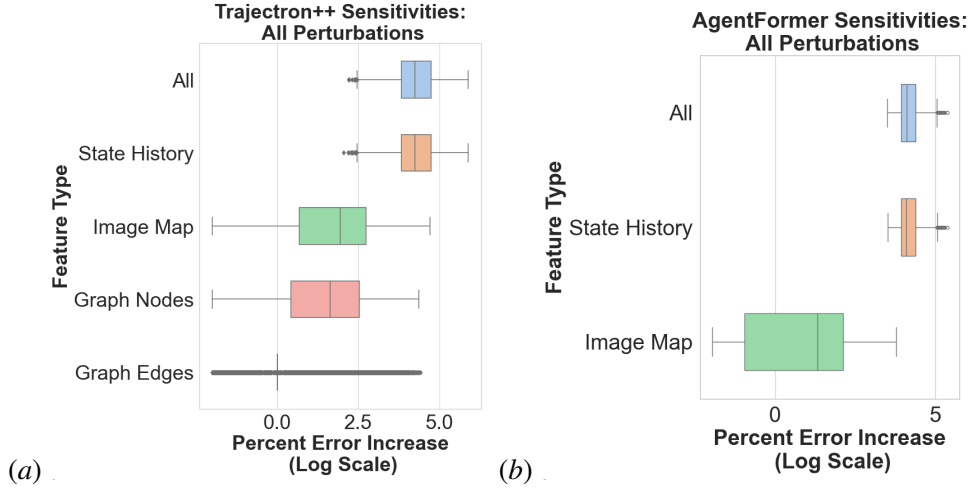 Trajectron++ Sensitivities:
All Perturbations
Feature Type
All
State History
Image Map
Graph Nodes
Graph Edges
0.0 2.5 5.0
Percent Error Increase
(Log Scale)
(a)
AgentFormer Sensitivities:
All Perturbations
Feature Type
All
State History
Image Map
0 5
Percent Error Increase
(Log Scale)
(b)